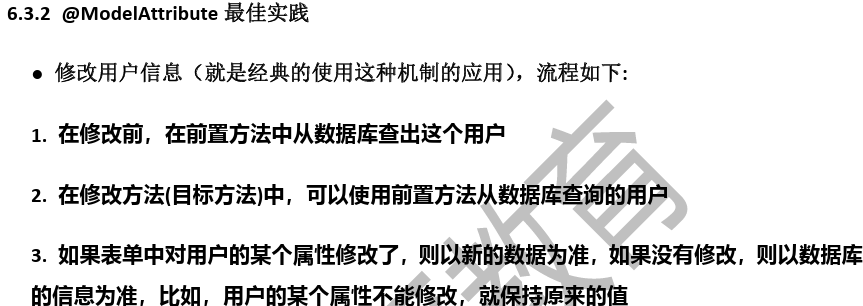 6.3.2 @ModelAttribute 最佳实践
● 修改用户信息（就是经典的使用这种机制的应用），流程如下:
1. 在修改前，在前置方法中从数据库查出这个用户
2. 在修改方法(目标方法)中，可以使用前置方法从数据库查询的用户
3. 如果表单中对用户的某个属性修改了，则以新的数据为准，如果没有修改，则以数据库
的信息为准，比如，用户的某个属性不能修改，就保持原来的值
教育